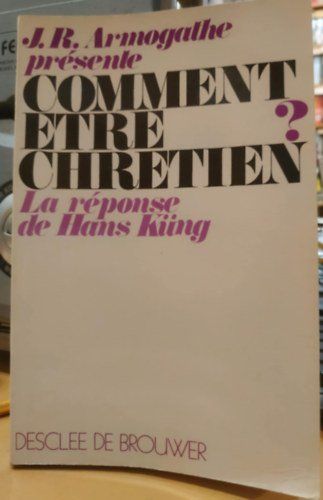 J.R. Armogathe
présente
COMMENT
ETRE ?
CHRETIEN
La réponse
de Hans Küng
DESCLEE DE BROUWER